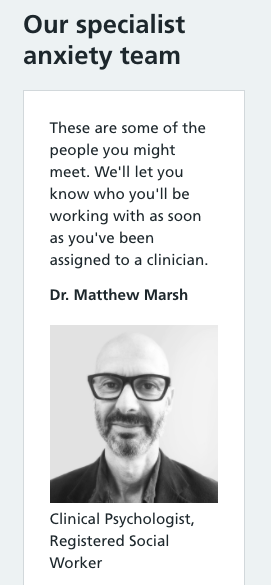 Our specialist
anxiety team
These are some of the
people you might
meet. We'll let you
know who you'll be
working with as soon
as you've been
assigned to a clinician.
Dr. Matthew Marsh
Clinical Psychologist,
Registered Social
Worker